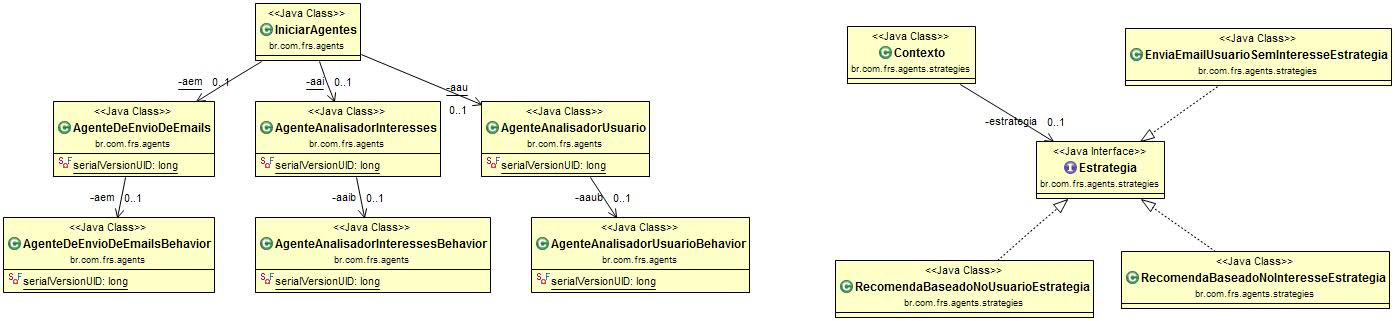 <<Java Class>>
IniciarAgentes
br.com.frs.agents
-aem 0..1
-aai 0..1
-aau
0..1
<<Java Class>>
AgenteDeEnvioDeEmails
br.com.frs.agents
serialVersionUID: long
<<Java Class>>
AgenteAnalisadorInteresses
br.com.frs.agents
serialVersionUID: long
<<Java Class>>
AgenteAnalisadorUsuario
br.com.frs.agents
serialVersionUID: long
-aem 0..1
-aaib 0..1
-aaub 0..1
<<Java Class>>
AgenteDeEnvioDeEmailsBehavior
br.com.frs.agents
serialVersionUID: long
<<Java Class>>
AgenteAnalisadorInteressesBehavior
br.com.frs.agents
serialVersionUID: long
<<Java Class>>
AgenteAnalisadorUsuarioBehavior
br.com.frs.agents
serialVersionUID: long
<<Java Class>>
Contexto
br.com.frs.agents.strategies
<<Java Class>>
EnviaEmailUsuarioSemInteresseEstrategia
br.com.frs.agents.strategies
-estrategia 0..1
<<Java Interface>>
Estrategia
br.com.frs.agents.strategies
<<Java Class>>
RecomendaBaseadoNoUsuarioEstrategia
br.com.frs.agents.strategies
<<Java Class>>
RecomendaBaseadoNoInteresseEstrategia
br.com.frs.agents.strategies